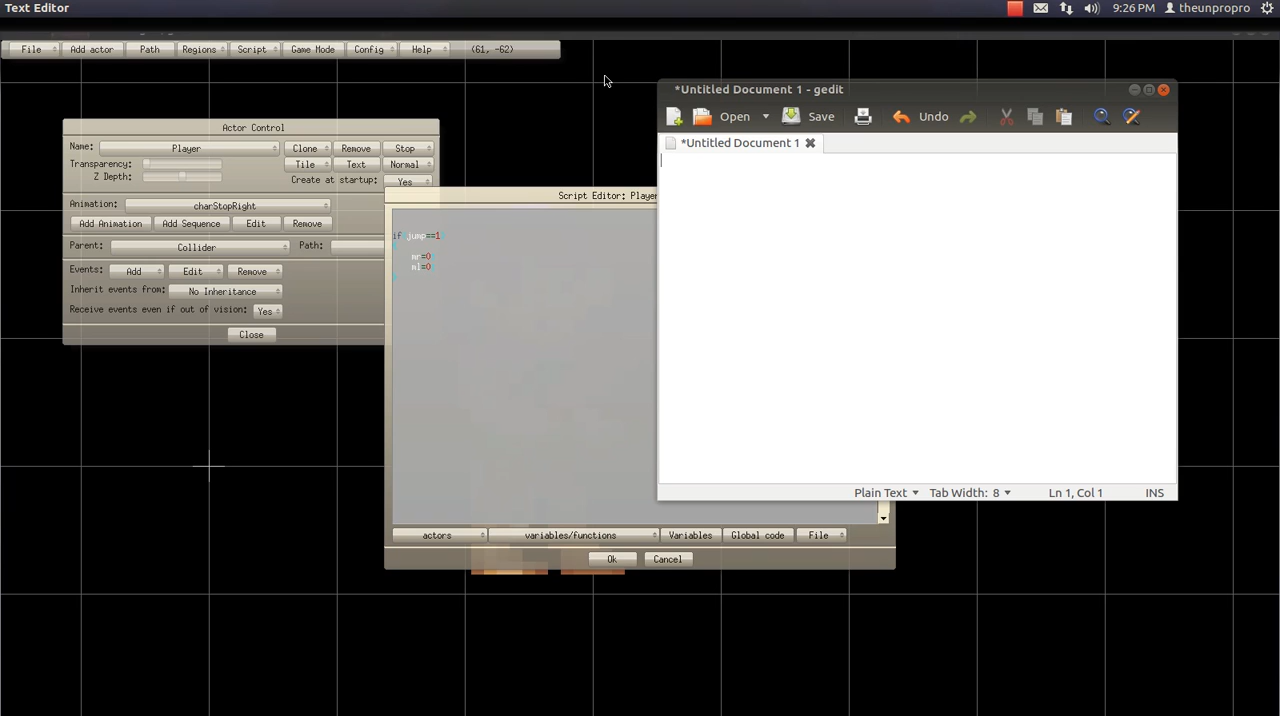 Text Editor
9:26 PM theunpropro
File Add actor Path Regions Script Game Mode Config Help (61, -62)
*Untitled Document 1 - gedit
Open Save Undo
*Untitled Document 1
Actor Control
Name: Player Clone Remove Stop
Transparency: Tile Text Normal
Z Depth: Create at startup: Yes
Animation: charStopRight
Add Animation Add Sequence Edit Remove
Parent: Collider Path:
Events: Add Edit Remove
Inherit events from: No Inheritance
Receive events even if out of vision: Yes
Close
Script Editor: Player
if jump==1
{
mr=0
ml=0
}
Plain Text Tab Width: 8 Ln 1, Col 1 INS
actors variables/functions Variables Global code File
Ok Cancel